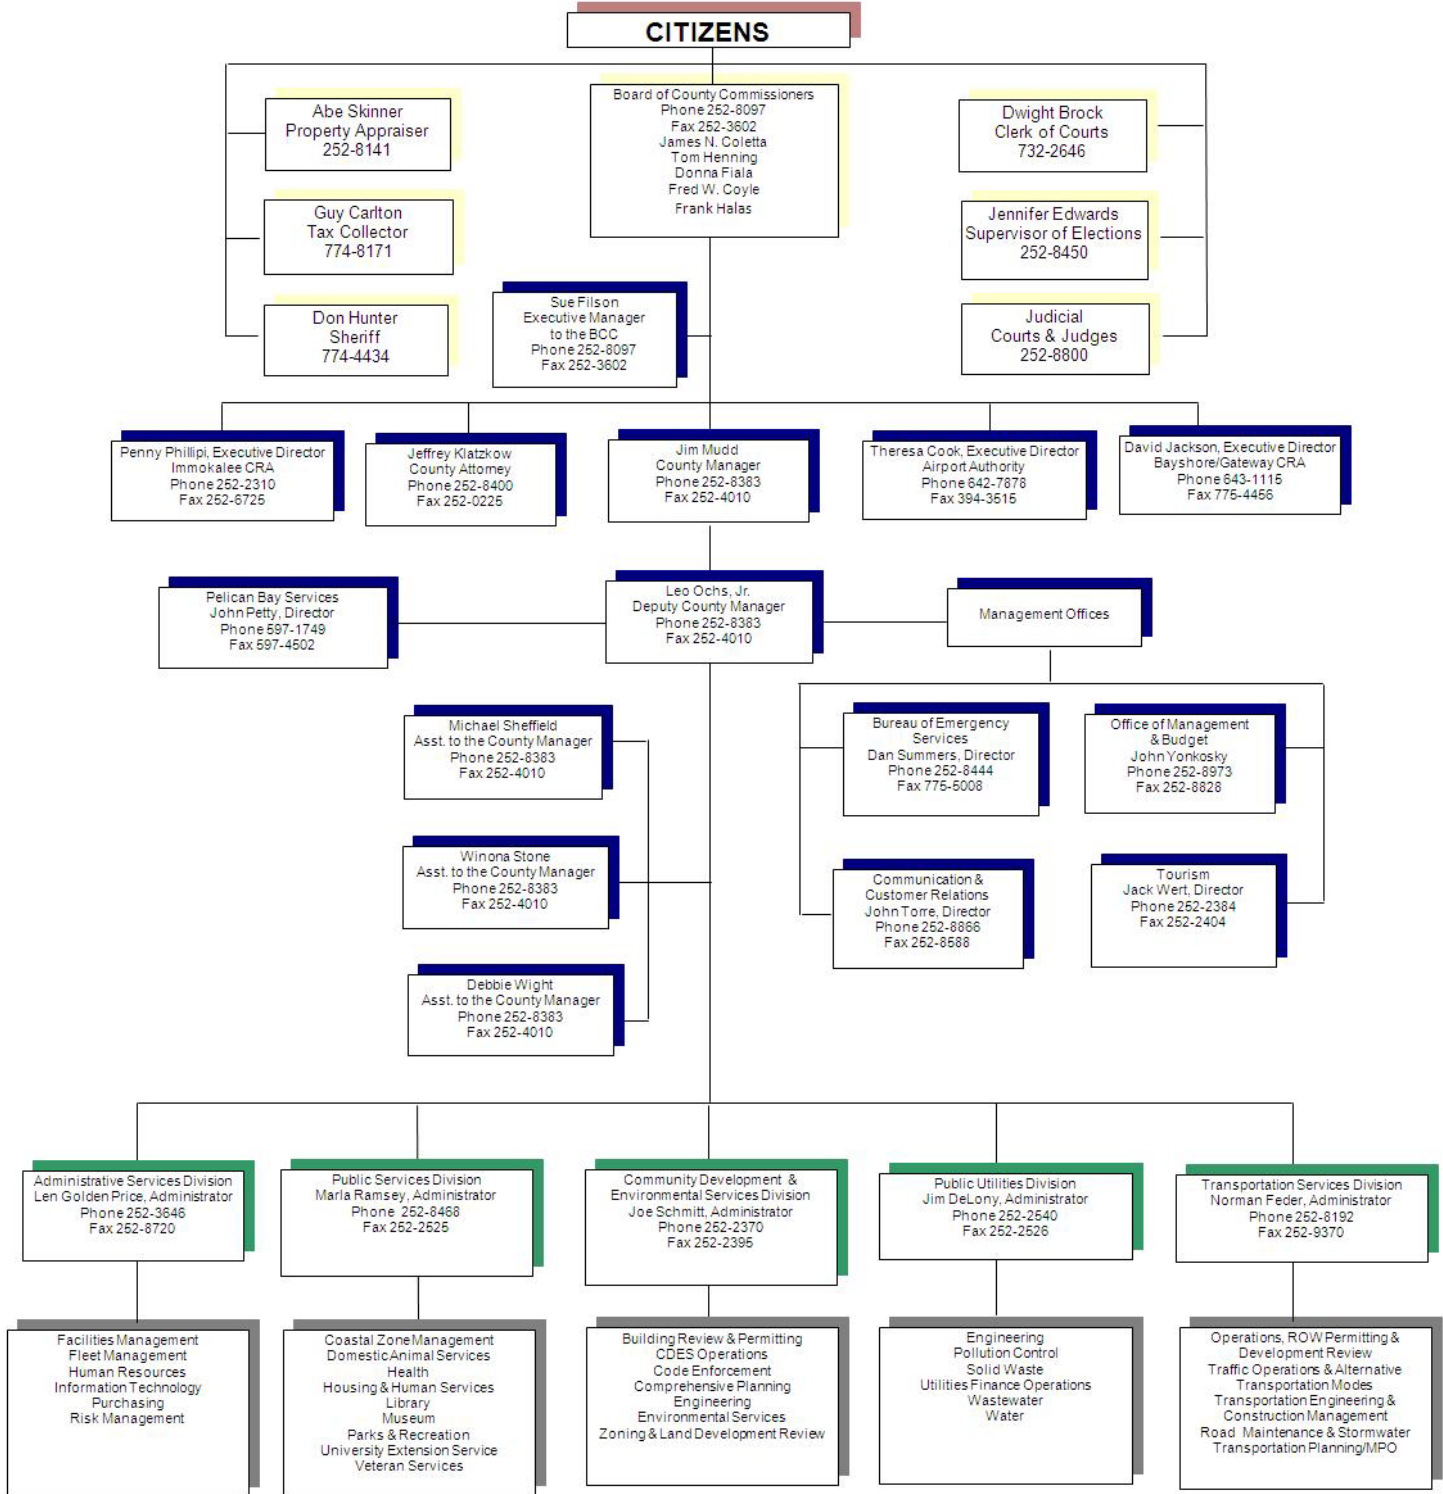 CITIZENS
Abe Skinner
Property Appraiser
252-8141
Guy Carlton
Tax Collector
774-8171
Don Hunter
Sheriff
774-4434
Board of County Commissioners
Phone 252-8097
Fax 252-3602
James N. Coletta
Tom Henning
Donna Fiala
Fred W. Coyle
Frank Halas
Dwight Brock
Clerk of Courts
732-2646
Jennifer Edwards
Supervisor of Elections
252-8450
Judicial
Courts & Judges
252-8800
Sue Filson
Executive Manager
to the BCC
Phone 252-8097
Fax 252-3602
Penny Phillipi, Executive Director
Immokalee CRA
Phone 252-2310
Fax 252-6725
Jeffrey Klatzkow
County Attorney
Phone 252-8400
Fax 252-0225
Jim Mudd
County Manager
Phone 252-8383
Fax 252-4010
Theresa Cook, Executive Director
Airport Authority
Phone 642-7878
Fax 394-3515
David Jackson, Executive Director
Bayshore/Gateway CRA
Phone 643-1115
Fax 775-4456
Pelican Bay Services
John Petty, Director
Phone 597-1749
Fax 597-4502
Leo Ochs, Jr.
Deputy County Manager
Phone 252-8383
Fax 252-4010
Management Offices
Michael Sheffield
Asst. to the County Manager
Phone 252-8383
Fax 252-4010
Winona Stone
Asst. to the County Manager
Phone 252-8383
Fax 252-4010
Debbie Wight
Asst. to the County Manager
Phone 252-8383
Fax 252-4010
Bureau of Emergency
Services
Dan Summers, Director
Phone 252-8444
Fax 775-5008
Office of Management
& Budget
John Yonkosky
Phone 252-8973
Fax 252-8828
Communication &
Customer Relations
John Torre, Director
Phone 252-8866
Fax 252-8588
Tourism
Jack Wert, Director
Phone 252-2384
Fax 252-2404
Administrative Services Division
Len Golden Price, Administrator
Phone 252-3646
Fax 252-8720
Public Services Division
Marla Ramsey, Administrator
Phone 252-8468
Fax 252-2525
Community Development &
Environmental Services Division
Joe Schmitt, Administrator
Phone 252-2370
Fax 252-2395
Public Utilities Division
Jim DeLony, Administrator
Phone 252-2540
Fax 252-2526
Transportation Services Division
Norman Feder, Administrator
Phone 252-8192
Fax 252-9370
Facilities Management
Fleet Management
Human Resources
Information Technology
Purchasing
Risk Management
Coastal Zone Management
Domestic Animal Services
Health
Housing & Human Services
Library
Museum
Parks & Recreation
University Extension Service
Veteran Services
Building Review & Permitting
CDES Operations
Code Enforcement
Comprehensive Planning
Engineering
Environmental Services
Zoning & Land Development Review
Engineering
Pollution Control
Solid Waste
Utilities Finance Operations
Wastewater
Water
Operations, ROW Permitting &
Development Review
Traffic Operations & Alternative
Transportation Modes
Transportation Engineering &
Construction Management
Road Maintenance & Stormwater
Transportation Planning/MPO